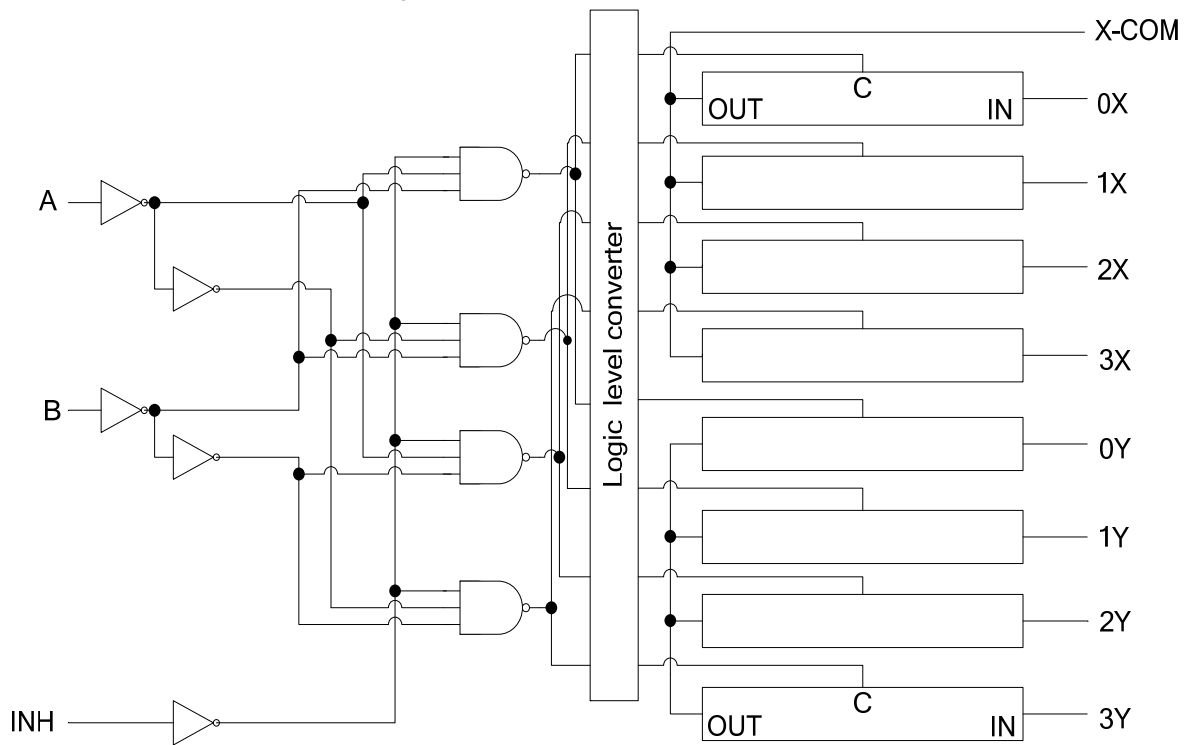 X-COM
C
OUT
IN
0X
1X
A
2X
Logic level converter
3X
B
0Y
1Y
2Y
INH
C
OUT
IN
3Y